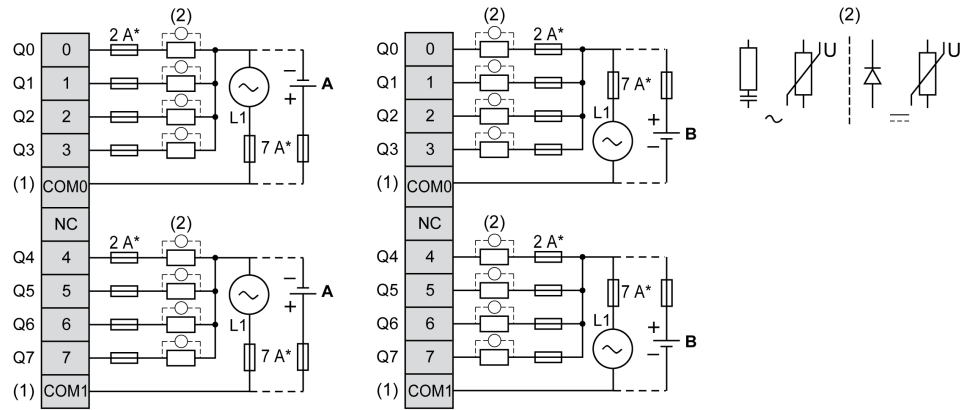 (2)
2 A*
Q0 0
Q1 1
Q2 2
Q3 3
(1) COM0
NC
− + A
L1
7 A*
(2)
2 A*
Q4 4
Q5 5
Q6 6
Q7 7
(1) COM1
− + A
L1
7 A*
(2)
2 A*
Q0 0
Q1 1
Q2 2
Q3 3
(1) COM0
NC
7 A*
L1
+ − B
(2)
2 A*
Q4 4
Q5 5
Q6 6
Q7 7
(1) COM1
7 A*
L1
+ − B
(2)
U
U